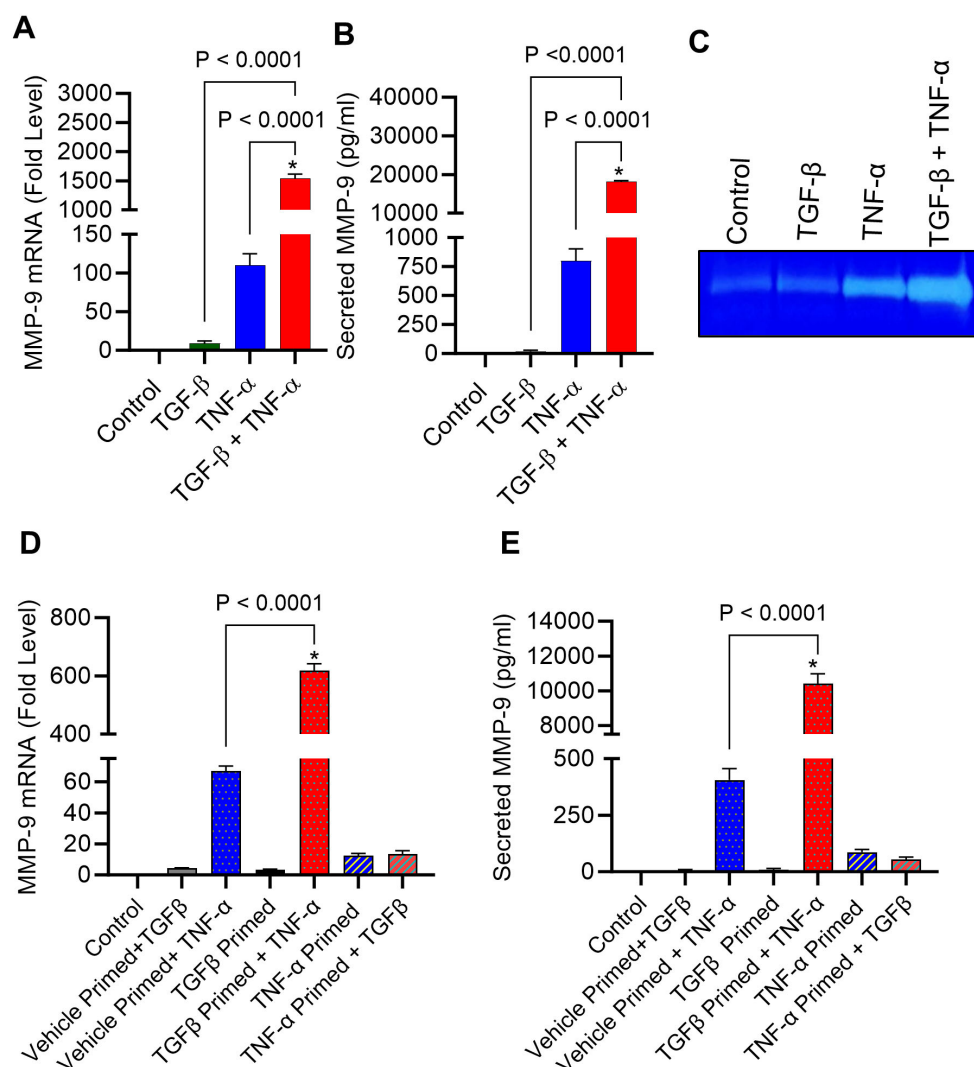 A
P < 0.0001
P < 0.0001
MMP-9 mRNA (Fold Level)
3000
2500
2000
1500
1000
150
100
50
0
*
Control
TGF-β
TNF-α
TGF-β + TNF-α
B
P <0.0001
P < 0.0001
Secreted MMP-9 (pg/ml)
40000
30000
20000
10000
1000
750
500
250
0
*
Control
TGF-β
TNF-α
TGF-β + TNF-α
C
Control
TGF-β
TNF-α
TGF-β + TNF-α
D
P < 0.0001
MMP-9 mRNA (Fold Level)
800
600
400
60
40
20
0
*
Control
Vehicle Primed+TGFβ
Vehicle Primed+ TNF-α
TGFβ Primed
TGFβ Primed + TNF-α
TNF-α Primed
TNF-α Primed + TGFβ
E
P < 0.0001
Secreted MMP-9 (pg/ml)
14000
12000
10000
8000
500
250
0
*
Control
Vehicle Primed+TGFβ
Vehicle Primed + TNF-α
TGFβ Primed
TGFβ Primed + TNF-α
TNF-α Primed
TNF-α Primed + TGFβ